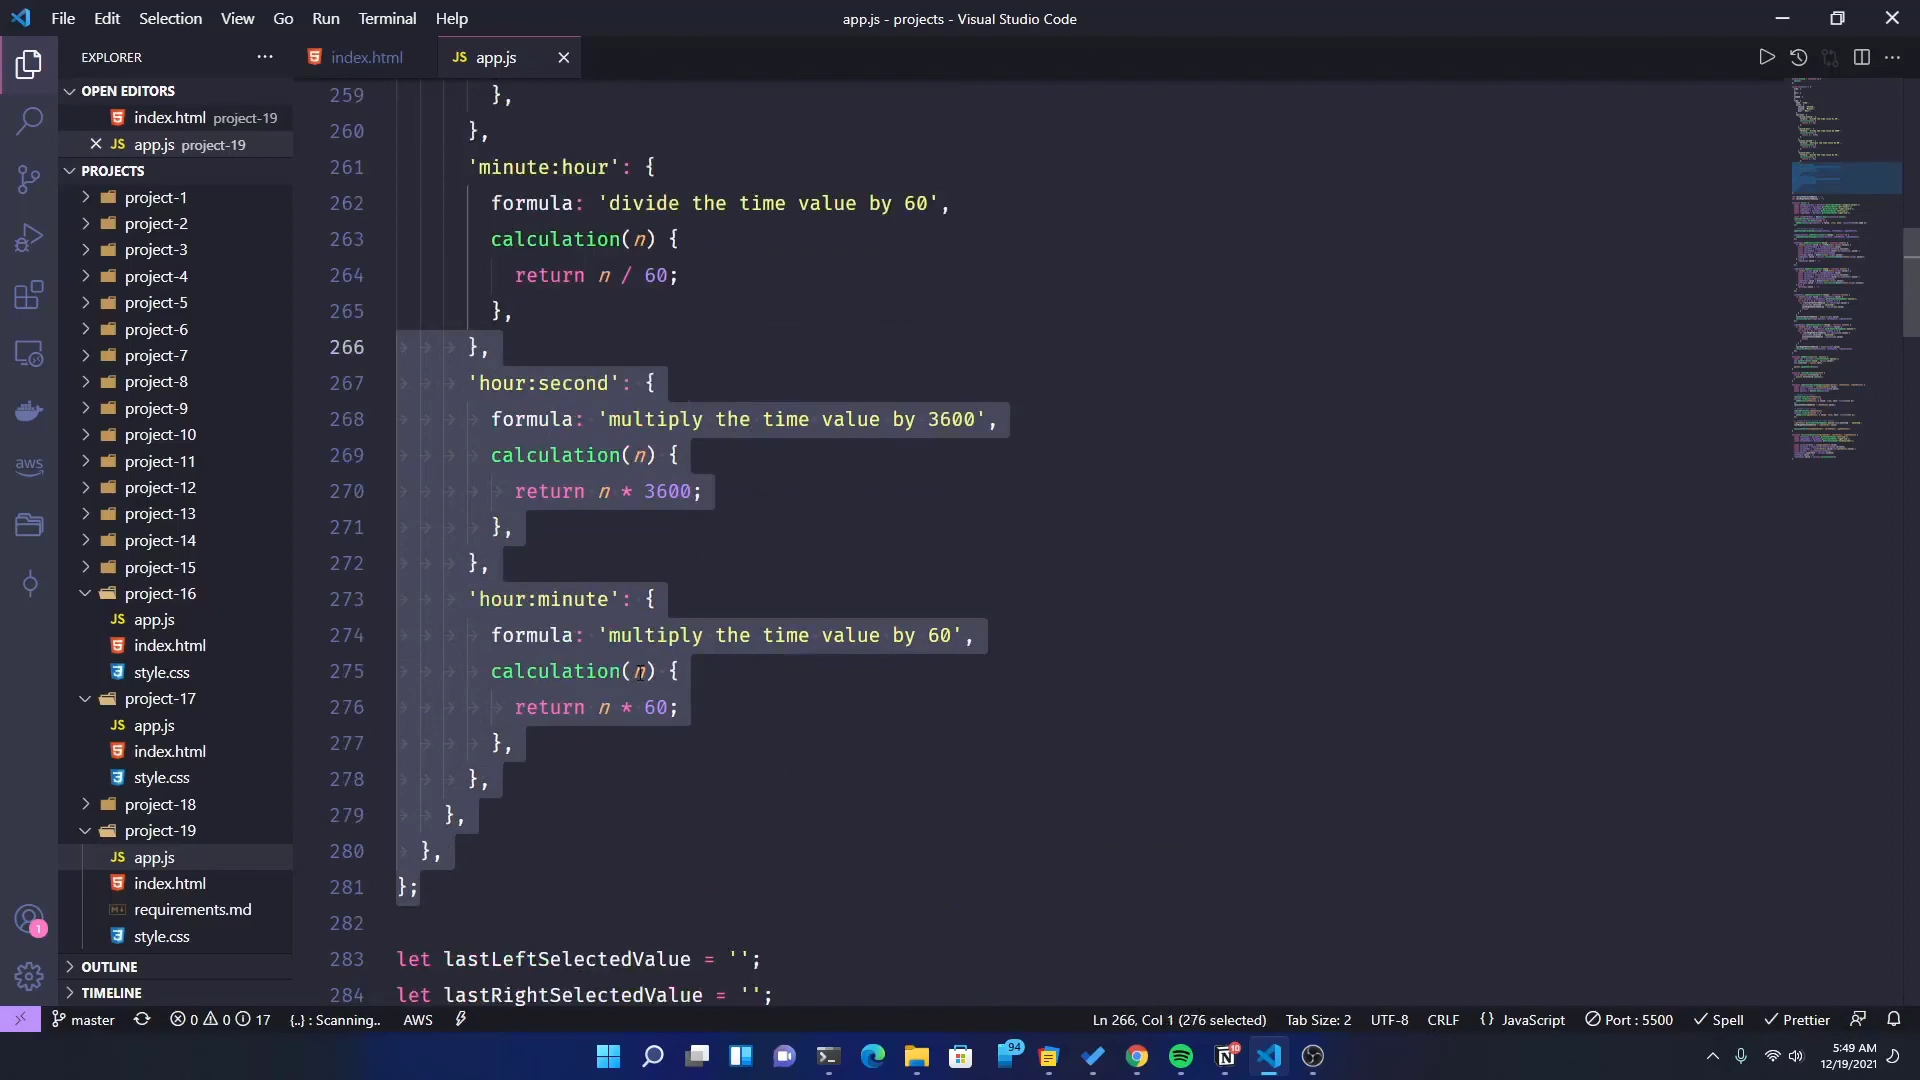 File Edit Selection View Go Run Terminal Help
app.js - projects - Visual Studio Code
EXPLORER
index.html
JS app.js
OPEN EDITORS
index.html project-19
JS app.js project-19
PROJECTS
project-1
project-2
project-3
project-4
project-5
project-6
project-7
project-8
project-9
project-10
project-11
project-12
project-13
project-14
project-15
project-16
JS app.js
index.html
style.css
project-17
JS app.js
index.html
style.css
project-18
project-19
JS app.js
index.html
requirements.md
style.css
OUTLINE
TIMELINE
aws
1
259 },
260 },
261 'minute:hour': {
262 formula: 'divide the time value by 60',
263 calculation(n) {
264 return n / 60;
265 },
266 },
267 'hour:second': {
268 formula: 'multiply the time value by 3600',
269 calculation(n) {
270 return n * 3600;
271 },
272 },
273 'hour:minute': {
274 formula: 'multiply the time value by 60',
275 calculation(n) {
276 return n * 60;
277 },
278 },
279 },
280 },
281 };
282
283 let lastLeftSelectedValue = '';
284 let lastRightSelectedValue = '';
master 0 0 17 {..} : Scanning.. AWS
Ln 266, Col 1 (276 selected) Tab Size: 2 UTF-8 CRLF {} JavaScript Port : 5500 Spell Prettier
94
10
5:49 AM
12/19/2021